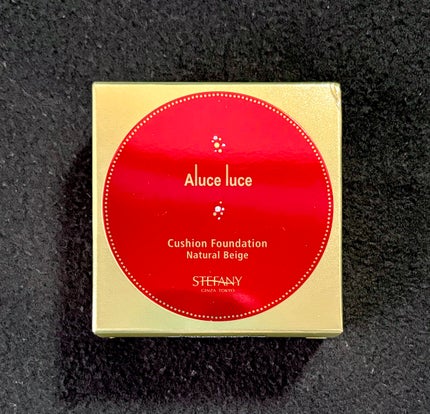 Aluce luce
Cushion Foundation
Natural Beige
STEFANY
GINZA TOKYO